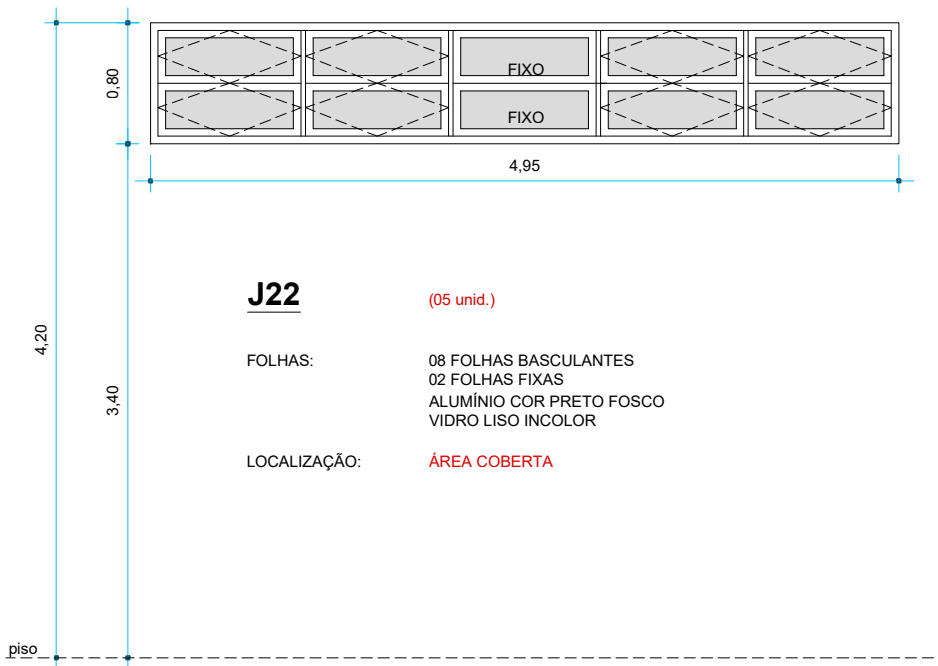 0,80
FIXO
FIXO
4,95
J22 (05 unid.)
4,20
FOLHAS: 08 FOLHAS BASCULANTES
02 FOLHAS FIXAS
3,40
ALUMÍNIO COR PRETO FOSCO
VIDRO LISO INCOLOR
LOCALIZAÇÃO: ÁREA COBERTA
piso